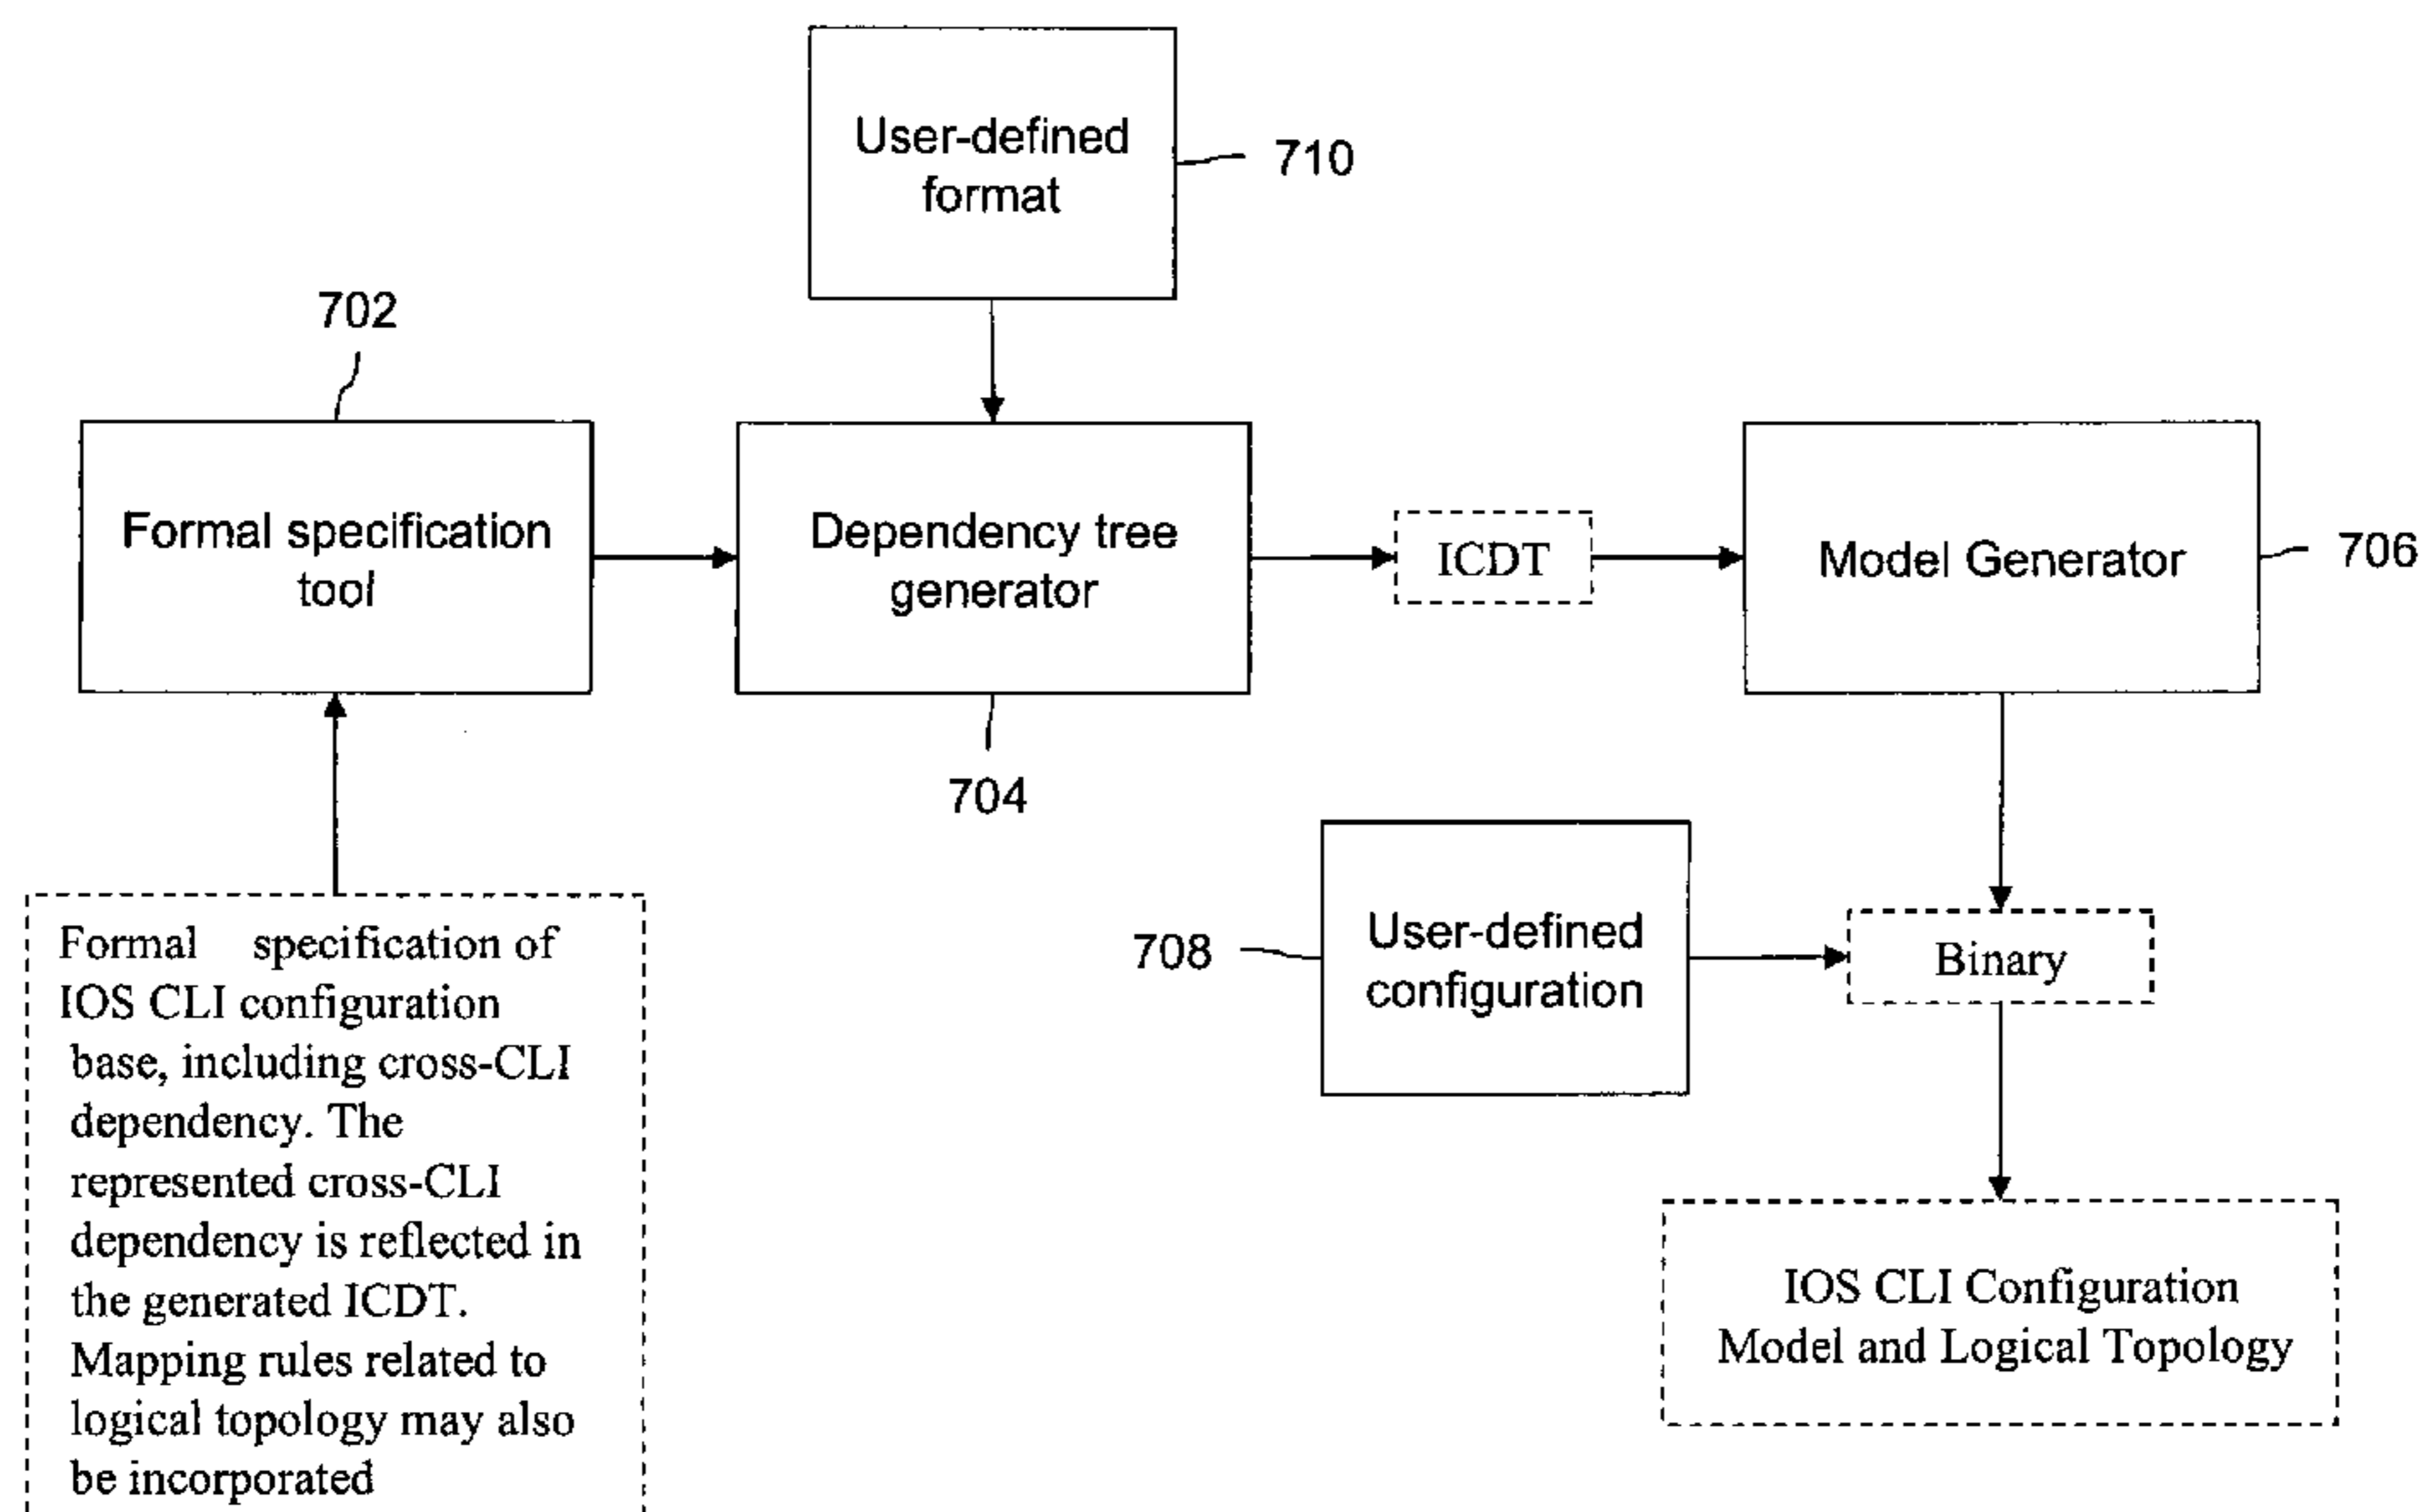 User-defined
format
710
702
Formal specification
tool
Dependency tree
generator
ICDT
Model Generator
706
704
708
User-defined
configuration
Binary
Formal specification of
IOS CLI configuration
base, including cross-CLI
dependency. The
represented cross-CLI
dependency is reflected in
the generated ICDT.
Mapping rules related to
logical topology may also
be incorporated
IOS CLI Configuration
Model and Logical Topology